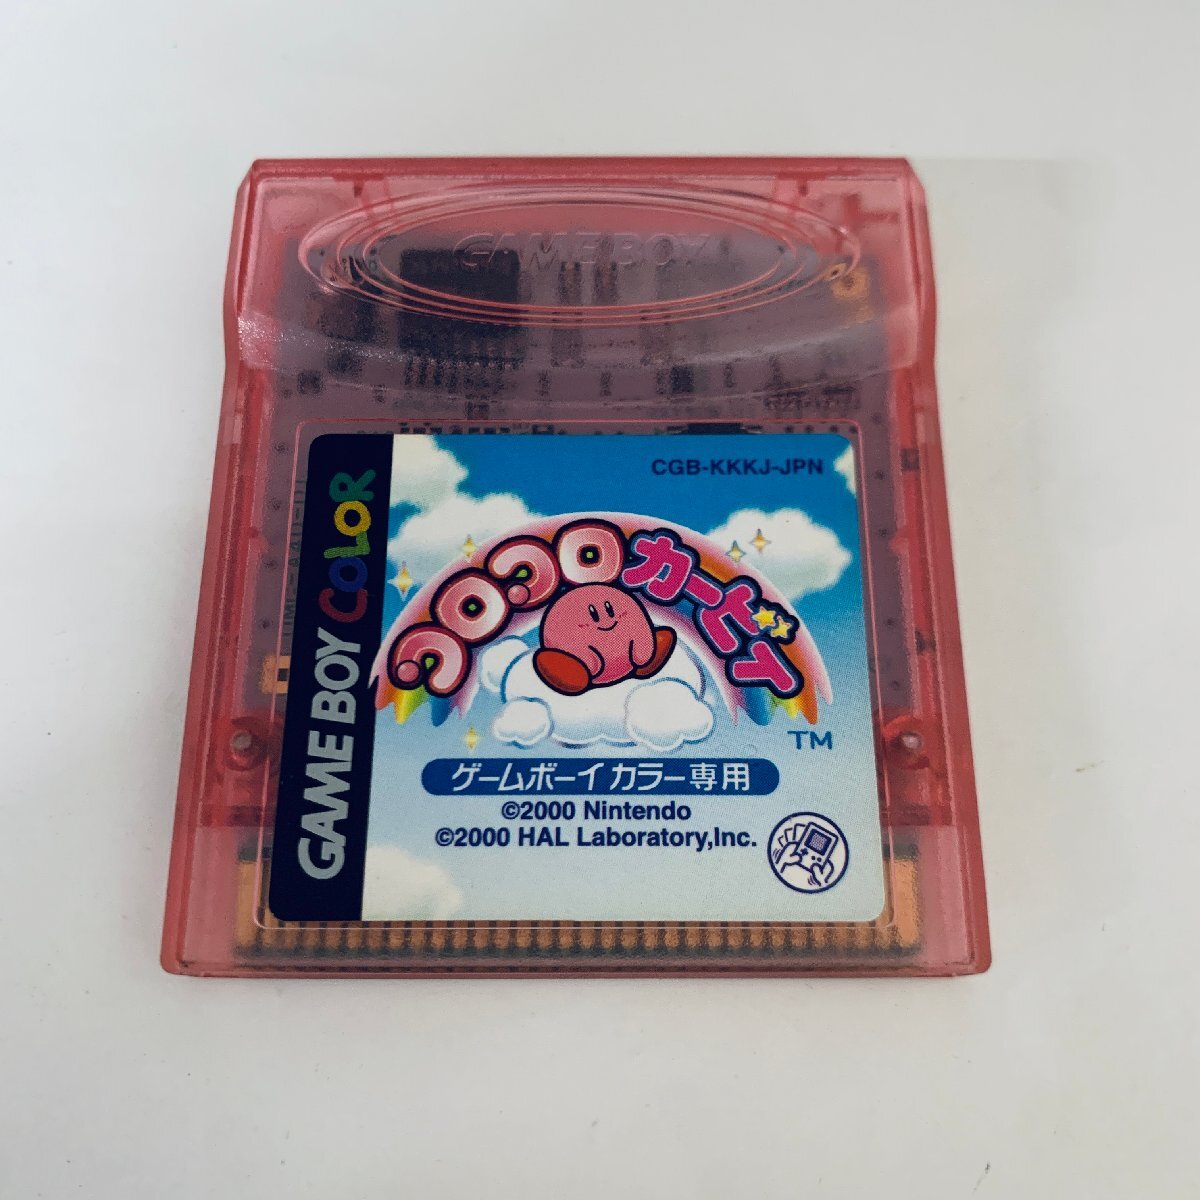 GAME BOY
GAME BOY COLOR
CGB-KKKJ-JPN
コロコロカービィ
TM
ゲームボーイカラー専用
©2000 Nintendo
©2000 HAL Laboratory,Inc.